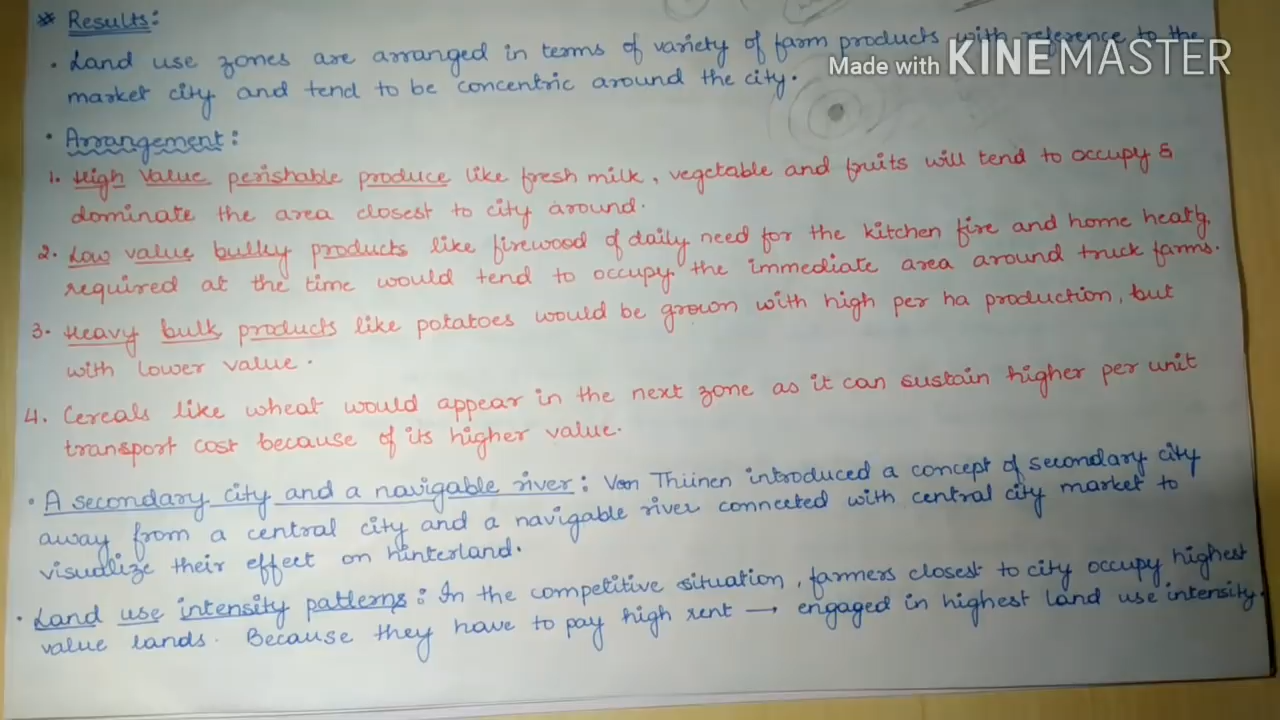 * Results:
• Land use zones are arranged in terms of variety of farm products with reference to the
Made with KINEMASTER
market city and tend to be concentric around the city.
• Arrangement:
1. High value perishable produce like fresh milk, vegetable and fruits will tend to occupy &
dominate the area closest to city around.
2. Low value bulky products like firewood of daily need for the kitchen fire and home heatg.
required at the time would tend to occupy the immediate area around truck farms.
3. Heavy bulk products like potatoes would be grown with high per ha production, but
with lower value.
4. Cereals like wheat would appear in the next zone as it can sustain higher per unit
transport cost because of its higher value.
• A secondary city and a navigable river: Von Thünen introduced a concept of secondary city
away from a central city and a navigable river connected with central city market to
visualize their effect on hinterland.
• Land use intensity patterns: In the competitive situation, farmers closest to city occupy highest
value lands. Because they have to pay high rent → engaged in highest land use intensity.